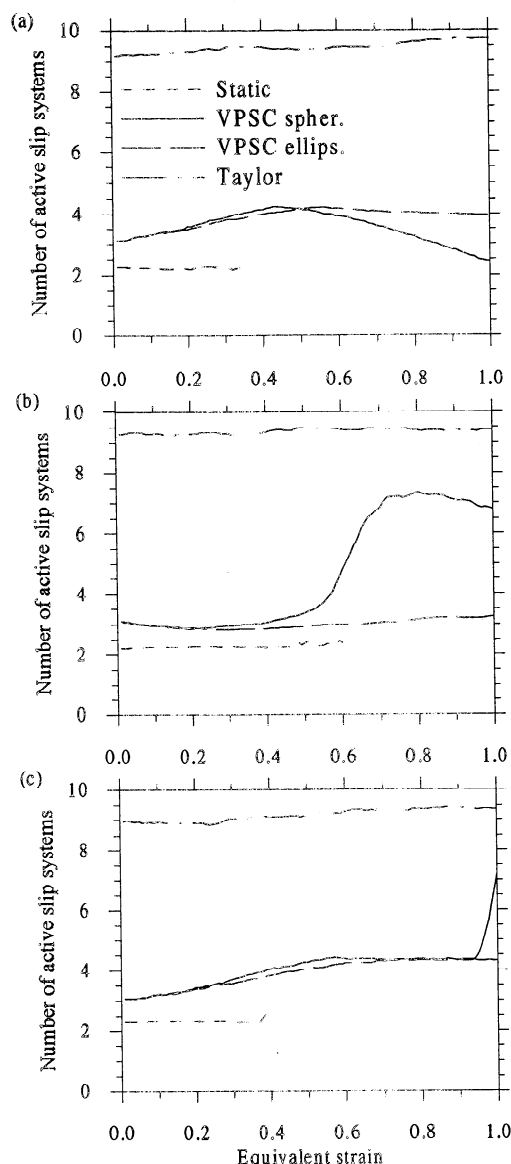 (a)
10
8
6
4
2
0
Number of active slip systems
Static
VPSC spher.
VPSC ellips.
Taylor
0.0 0.2 0.4 0.6 0.8 1.0
(b)
10
8
6
4
2
0
Number of active slip systems
0.0 0.2 0.4 0.6 0.8 1.0
(c)
10
8
6
4
2
0
Number of active slip systems
0.0 0.2 0.4 0.6 0.8 1.0
Equivalent strain